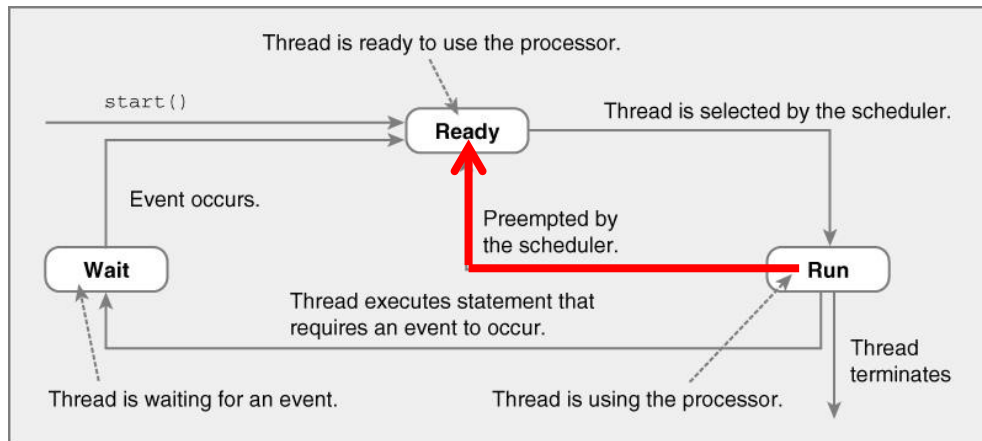 Thread is ready to use the processor.
start()
Ready
Thread is selected by the scheduler.
Event occurs.
Preempted by
the scheduler.
Wait
Run
Thread executes statement that
requires an event to occur.
Thread
terminates
Thread is waiting for an event.
Thread is using the processor.